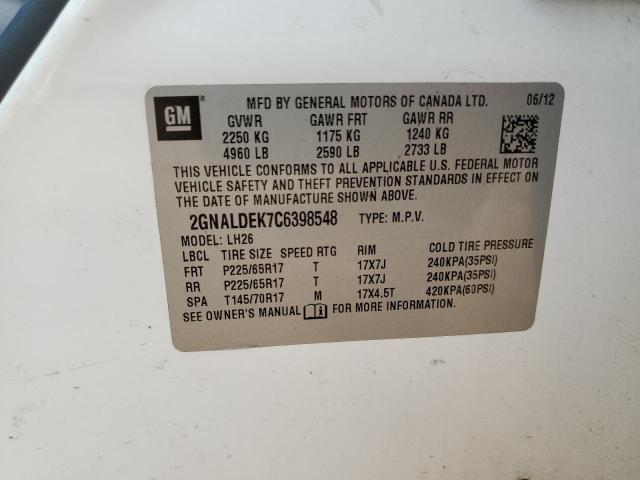 GM
MFD BY GENERAL MOTORS OF CANADA LTD. 06/12
GVWR GAWR FRT GAWR RR
2250 KG 1175 KG 1240 KG
4960 LB 2590 LB 2733 LB
THIS VEHICLE CONFORMS TO ALL APPLICABLE U.S. FEDERAL MOTOR
VEHICLE SAFETY AND THEFT PREVENTION STANDARDS IN EFFECT ON
THE DATE OF MANUFACTURE SHOWN ABOVE.
2GNALDEK7C6398548 TYPE: M.P.V.
MODEL: LH26
LBCL TIRE SIZE SPEED RTG RIM COLD TIRE PRESSURE
FRT P225/65R17 T 17X7J 240KPA(35PSI)
RR P225/65R17 T 17X7J 240KPA(35PSI)
SPA T145/70R17 M 17X4.5T 420KPA(60PSI)
SEE OWNER'S MANUAL FOR MORE INFORMATION.